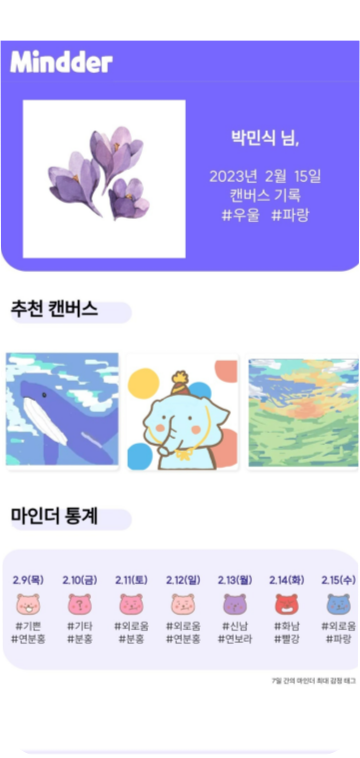 Mindder
박민식 님,
2023년 2월 15일
캔버스 기록
#우울 #파랑
추천 캔버스
마인더 통계
2.9(목) 2.10(금) 2.11(토) 2.12(일) 2.13(월) 2.14(화) 2.15(수)
#기쁜 #기타 #외로움 #외로움 #신남 #화남 #외로움
#연분홍 #분홍 #분홍 #연분홍 #연보라 #빨강 #파랑
7일 간의 마인더 최대 감정 태그